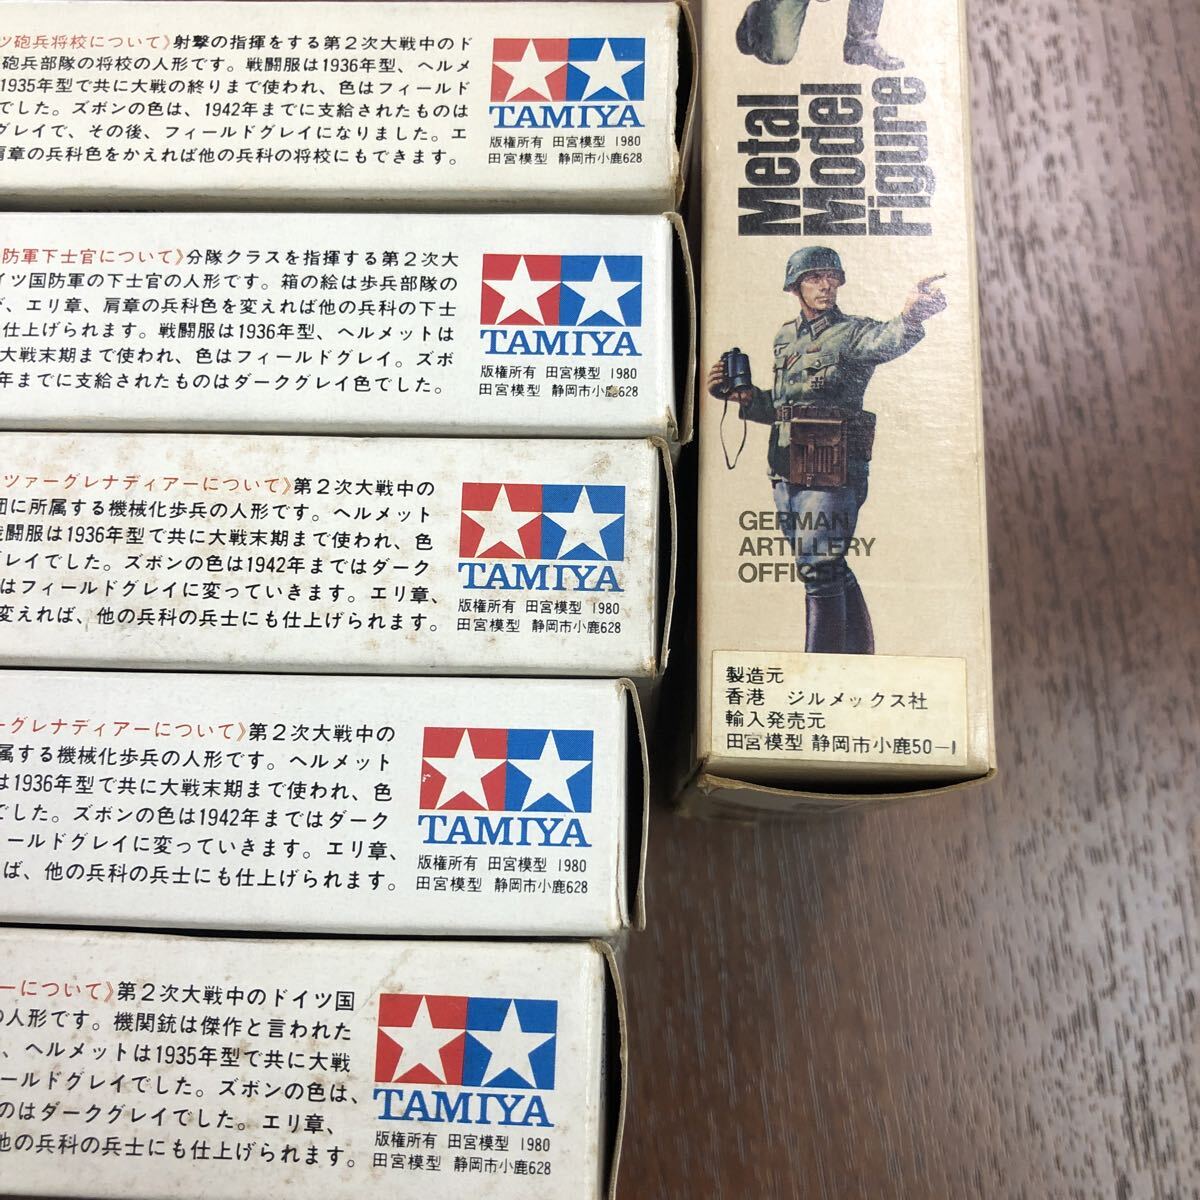 ツ砲兵将校について》射撃の指揮をする第2次大戦中のド
砲兵部隊の将校の人形です。戦闘服は1936年型、ヘルメ
1935年型で共に大戦の終りまで使われ、色はフィールド
でした。ズボンの色は、1942年までに支給されたものは
グレイで、その後、フィールドグレイになりました。エ
肩章の兵科色をかえれば他の兵科の将校にもできます。
TAMIYA
版権所有 田宮模型 1980
田宮模型 静岡市小鹿628
防軍下士官について》分隊クラスを指揮する第2次大
イツ国防軍の下士官の人形です。箱の絵は歩兵部隊の
、エリ章、肩章の兵科色を変えれば他の兵科の下士
仕上げられます。戦闘服は1936年型、ヘルメットは
大戦末期まで使われ、色はフィールドグレイ。ズボ
年までに支給されたものはダークグレイ色でした。
TAMIYA
版権所有 田宮模型 1980
田宮模型 静岡市小鹿628
ツァーグレナディアーについて》第2次大戦中の
団に所属する機械化歩兵の人形です。ヘルメット
戦闘服は1936年型で共に大戦末期まで使われ、色
グレイでした。ズボンの色は1942年まではダーク
はフィールドグレイに変っていきます。エリ章、
変えれば、他の兵科の兵士にも仕上げられます。
TAMIYA
版権所有 田宮模型 1980
田宮模型 静岡市小鹿628
ーグレナディアーについて》第2次大戦中の
属する機械化歩兵の人形です。ヘルメット
は1936年型で共に大戦末期まで使われ、色
でした。ズボンの色は1942年まではダーク
ィールドグレイに変っていきます。エリ章、
ば、他の兵科の兵士にも仕上げられます。
TAMIYA
版権所有 田宮模型 1980
田宮模型 静岡市小鹿628
ーについて》第2次大戦中のドイツ国
の人形です。機関銃は傑作と言われた
、ヘルメットは1935年型で共に大戦
ィールドグレイでした。ズボンの色は、
のはダークグレイでした。エリ章、
他の兵科の兵士にも仕上げられます。
TAMIYA
版権所有 田宮模型 1980
田宮模型 静岡市小鹿628
Metal
Model
Figure
GERMAN
ARTILLERY
OFFICER
製造元
香港 ジルメックス社
輸入発売元
田宮模型 静岡市小鹿50-1